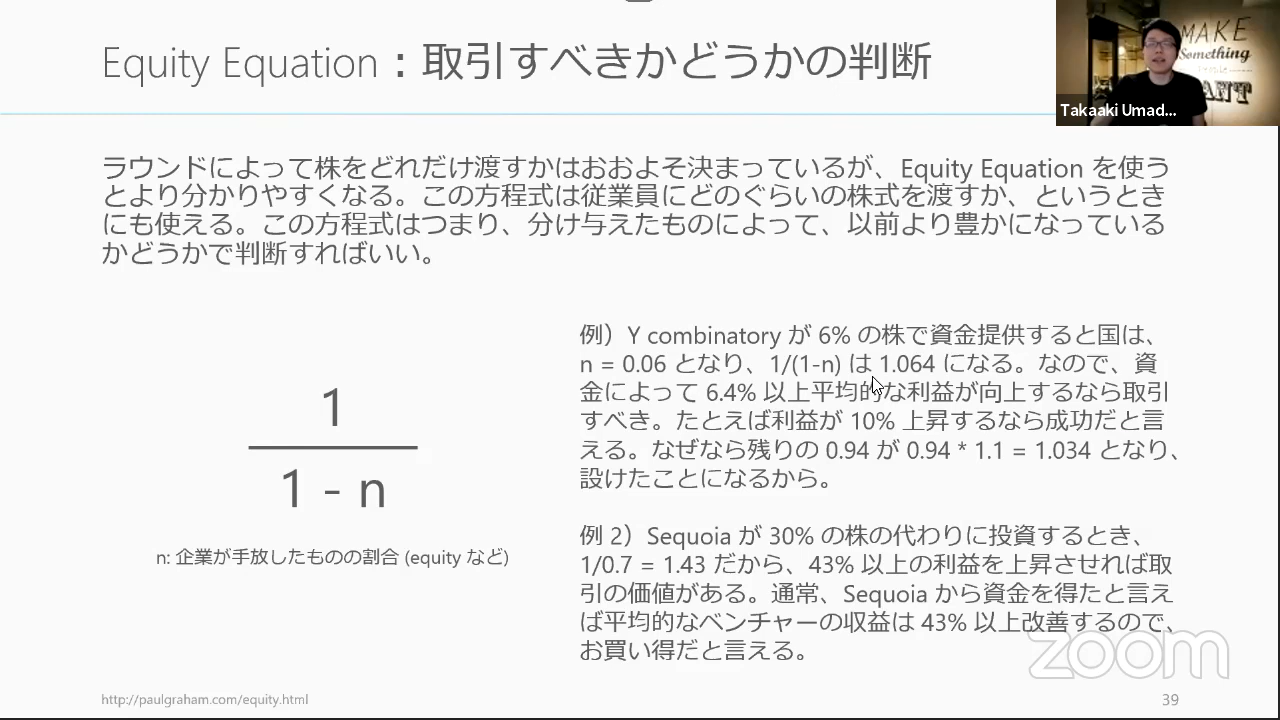 Equity Equation：取引すべきかどうかの判断
MAKE
Something
People
WANT
Takaaki Umad...
ラウンドによって株をどれだけ渡すかはおおよそ決まっているが、Equity Equation を使う
とより分かりやすくなる。この方程式は従業員にどのぐらいの株式を渡すか、というとき
にも使える。この方程式はつまり、分け与えたものによって、以前より豊かになっている
かどうかで判断すればいい。
1
1 - n
n: 企業が手放したものの割合 (equity など)
例）Y combinatory が 6% の株で資金提供すると国は、
n = 0.06 となり、1/(1-n) は 1.064 になる。なので、資
金によって 6.4% 以上平均的な利益が向上するなら取引
すべき。たとえば利益が 10% 上昇するなら成功だと言
える。なぜなら残りの 0.94 が 0.94 * 1.1 = 1.034 となり、
設けたことになるから。
例 2）Sequoia が 30% の株の代わりに投資するとき、
1/0.7 = 1.43 だから、43% 以上の利益を上昇させれば取
引の価値がある。通常、Sequoia から資金を得たと言え
ば平均的なベンチャーの収益は 43% 以上改善するので、
お買い得だと言える。
zoom
http://paulgraham.com/equity.html
39